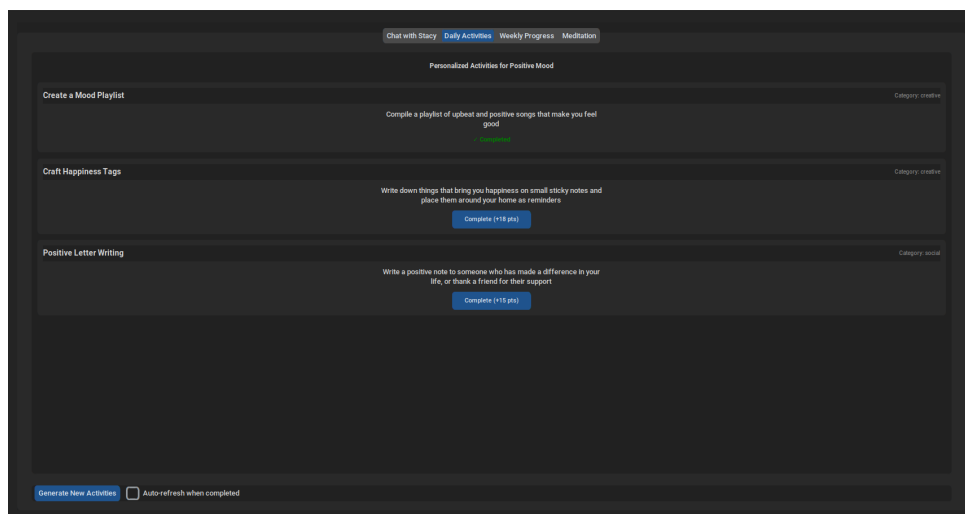 Chat with Stacy Daily Activities Weekly Progress Meditation
Personalized Activities for Positive Mood
Create a Mood Playlist Category: creative
Compile a playlist of upbeat and positive songs that make you feel
good
✓ Completed
Craft Happiness Tags Category: creative
Write down things that bring you happiness on small sticky notes and
place them around your home as reminders
Complete (+18 pts)
Positive Letter Writing Category: social
Write a positive note to someone who has made a difference in your
life, or thank a friend for their support
Complete (+15 pts)
Generate New Activities Auto-refresh when completed